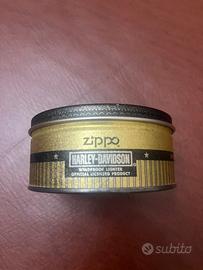 zippo
HARLEY-DAVIDSON
WINDPROOF LIGHTER
OFFICIAL LICENSED PRODUCT
subito